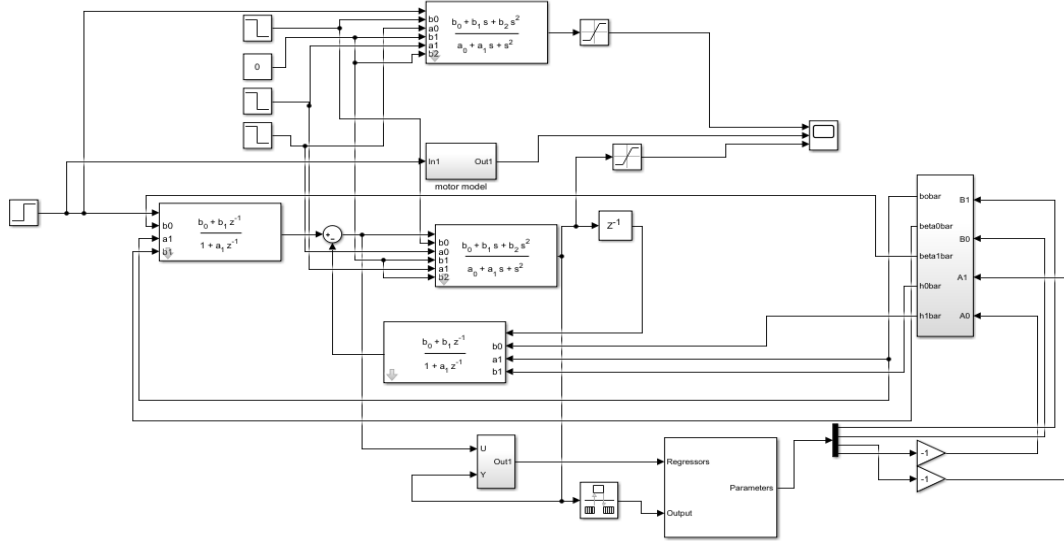 b0
a0
b1
a1
b2
b₀ + b₁ s + b₂ s²
a₀ + a₁ s + s²
0
In1
Out1
motor model
b0
a1
b1
b₀ + b₁ z⁻¹
1 + a₁ z⁻¹
+
−
b0
a0
b1
a1
b2
b₀ + b₁ s + b₂ s²
a₀ + a₁ s + s²
Z⁻¹
bobar
beta0bar
beta1bar
h0bar
h1bar
B1
B0
A1
A0
b₀ + b₁ z⁻¹
1 + a₁ z⁻¹
b0
a1
b1
U
Y
Out1
Regressors
Output
Parameters
-1
-1